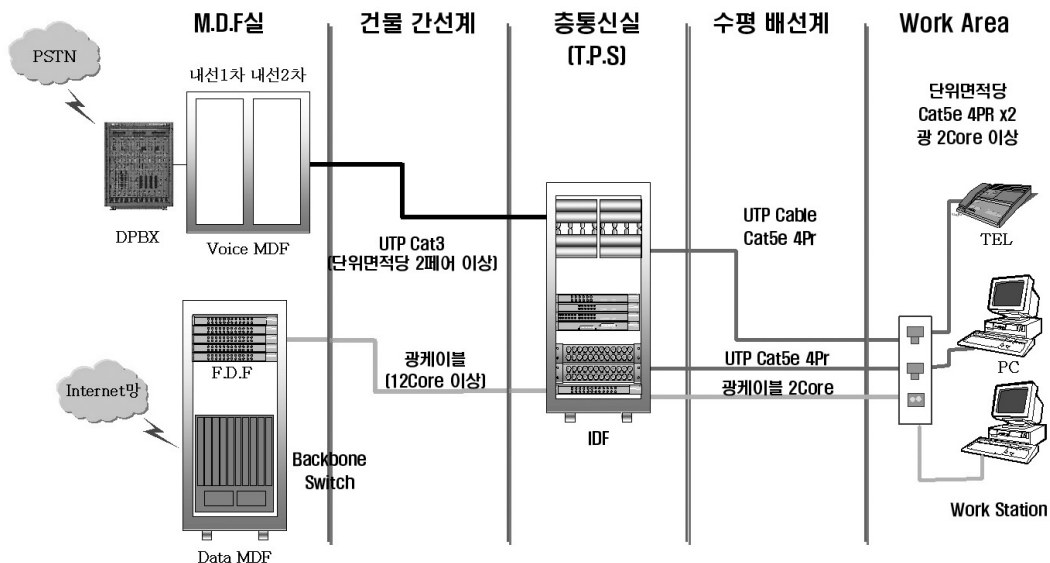 M.D.F실
건물 간선계
층통신실
(T.P.S)
수평 배선계
Work Area
PSTN
내선1차 내선2차
DPBX
Voice MDF
UTP Cat3
(단위면적당 2페어 이상)
UTP Cable
Cat5e 4Pr
단위면적당
Cat5e 4PR x2
광 2Core 이상
TEL
F.D.F
Internet망
Backbone
Switch
Data MDF
광케이블
(12Core 이상)
IDF
UTP Cat5e 4Pr
광케이블 2Core
PC
Work Station